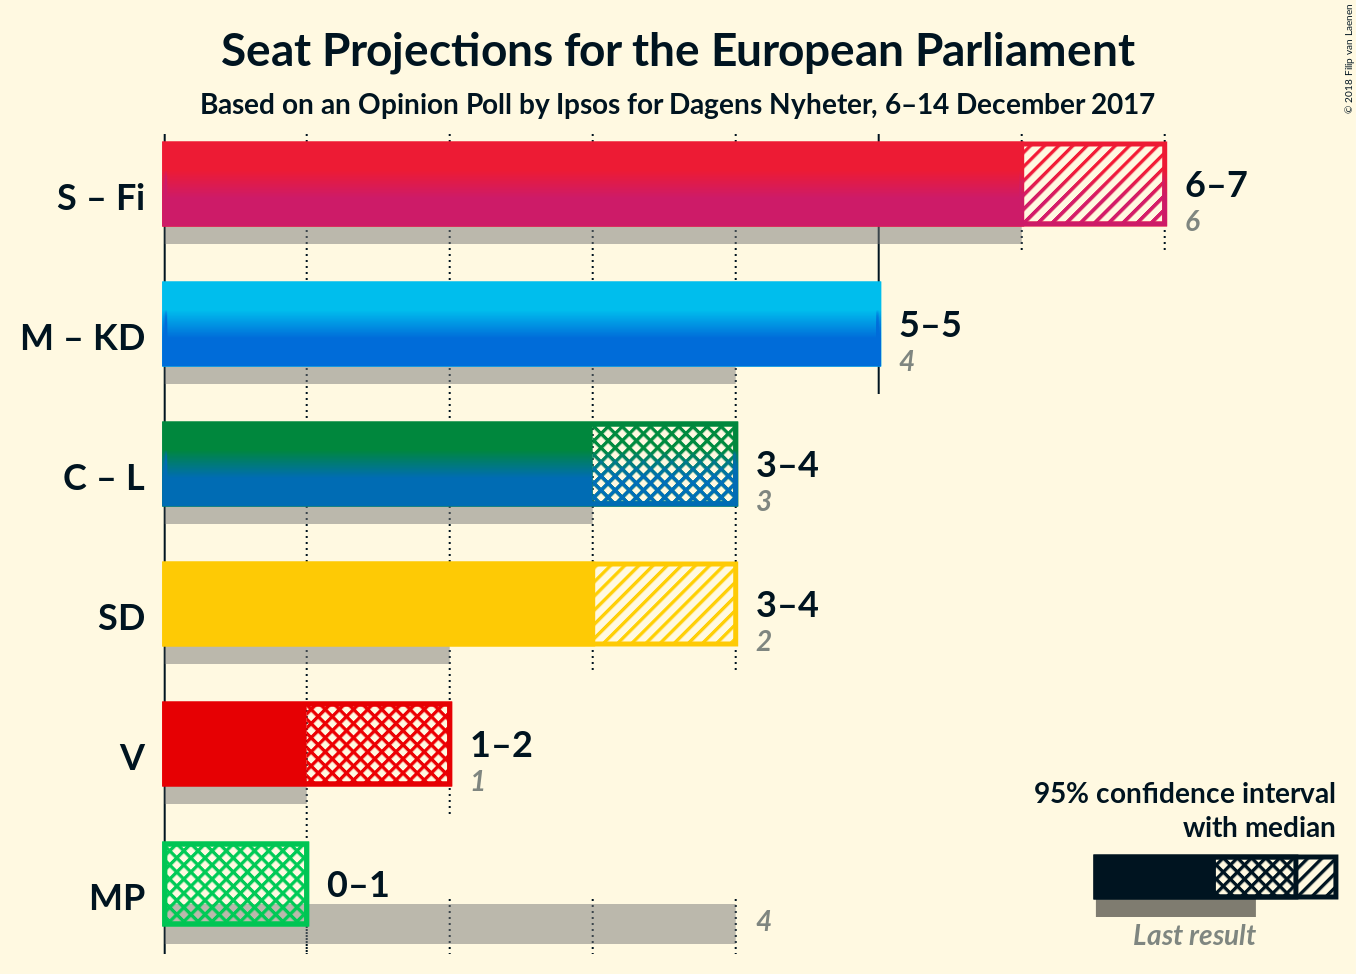 Seat Projections for the European Parliament
Based on an Opinion Poll by Ipsos for Dagens Nyheter, 6–14 December 2017
© 2018 Filip van Laenen
S – Fi
6–7
6
M – KD
5–5
4
C – L
3–4
3
SD
3–4
2
V
1–2
1
MP
0–1
4
95% confidence interval
with median
Last result